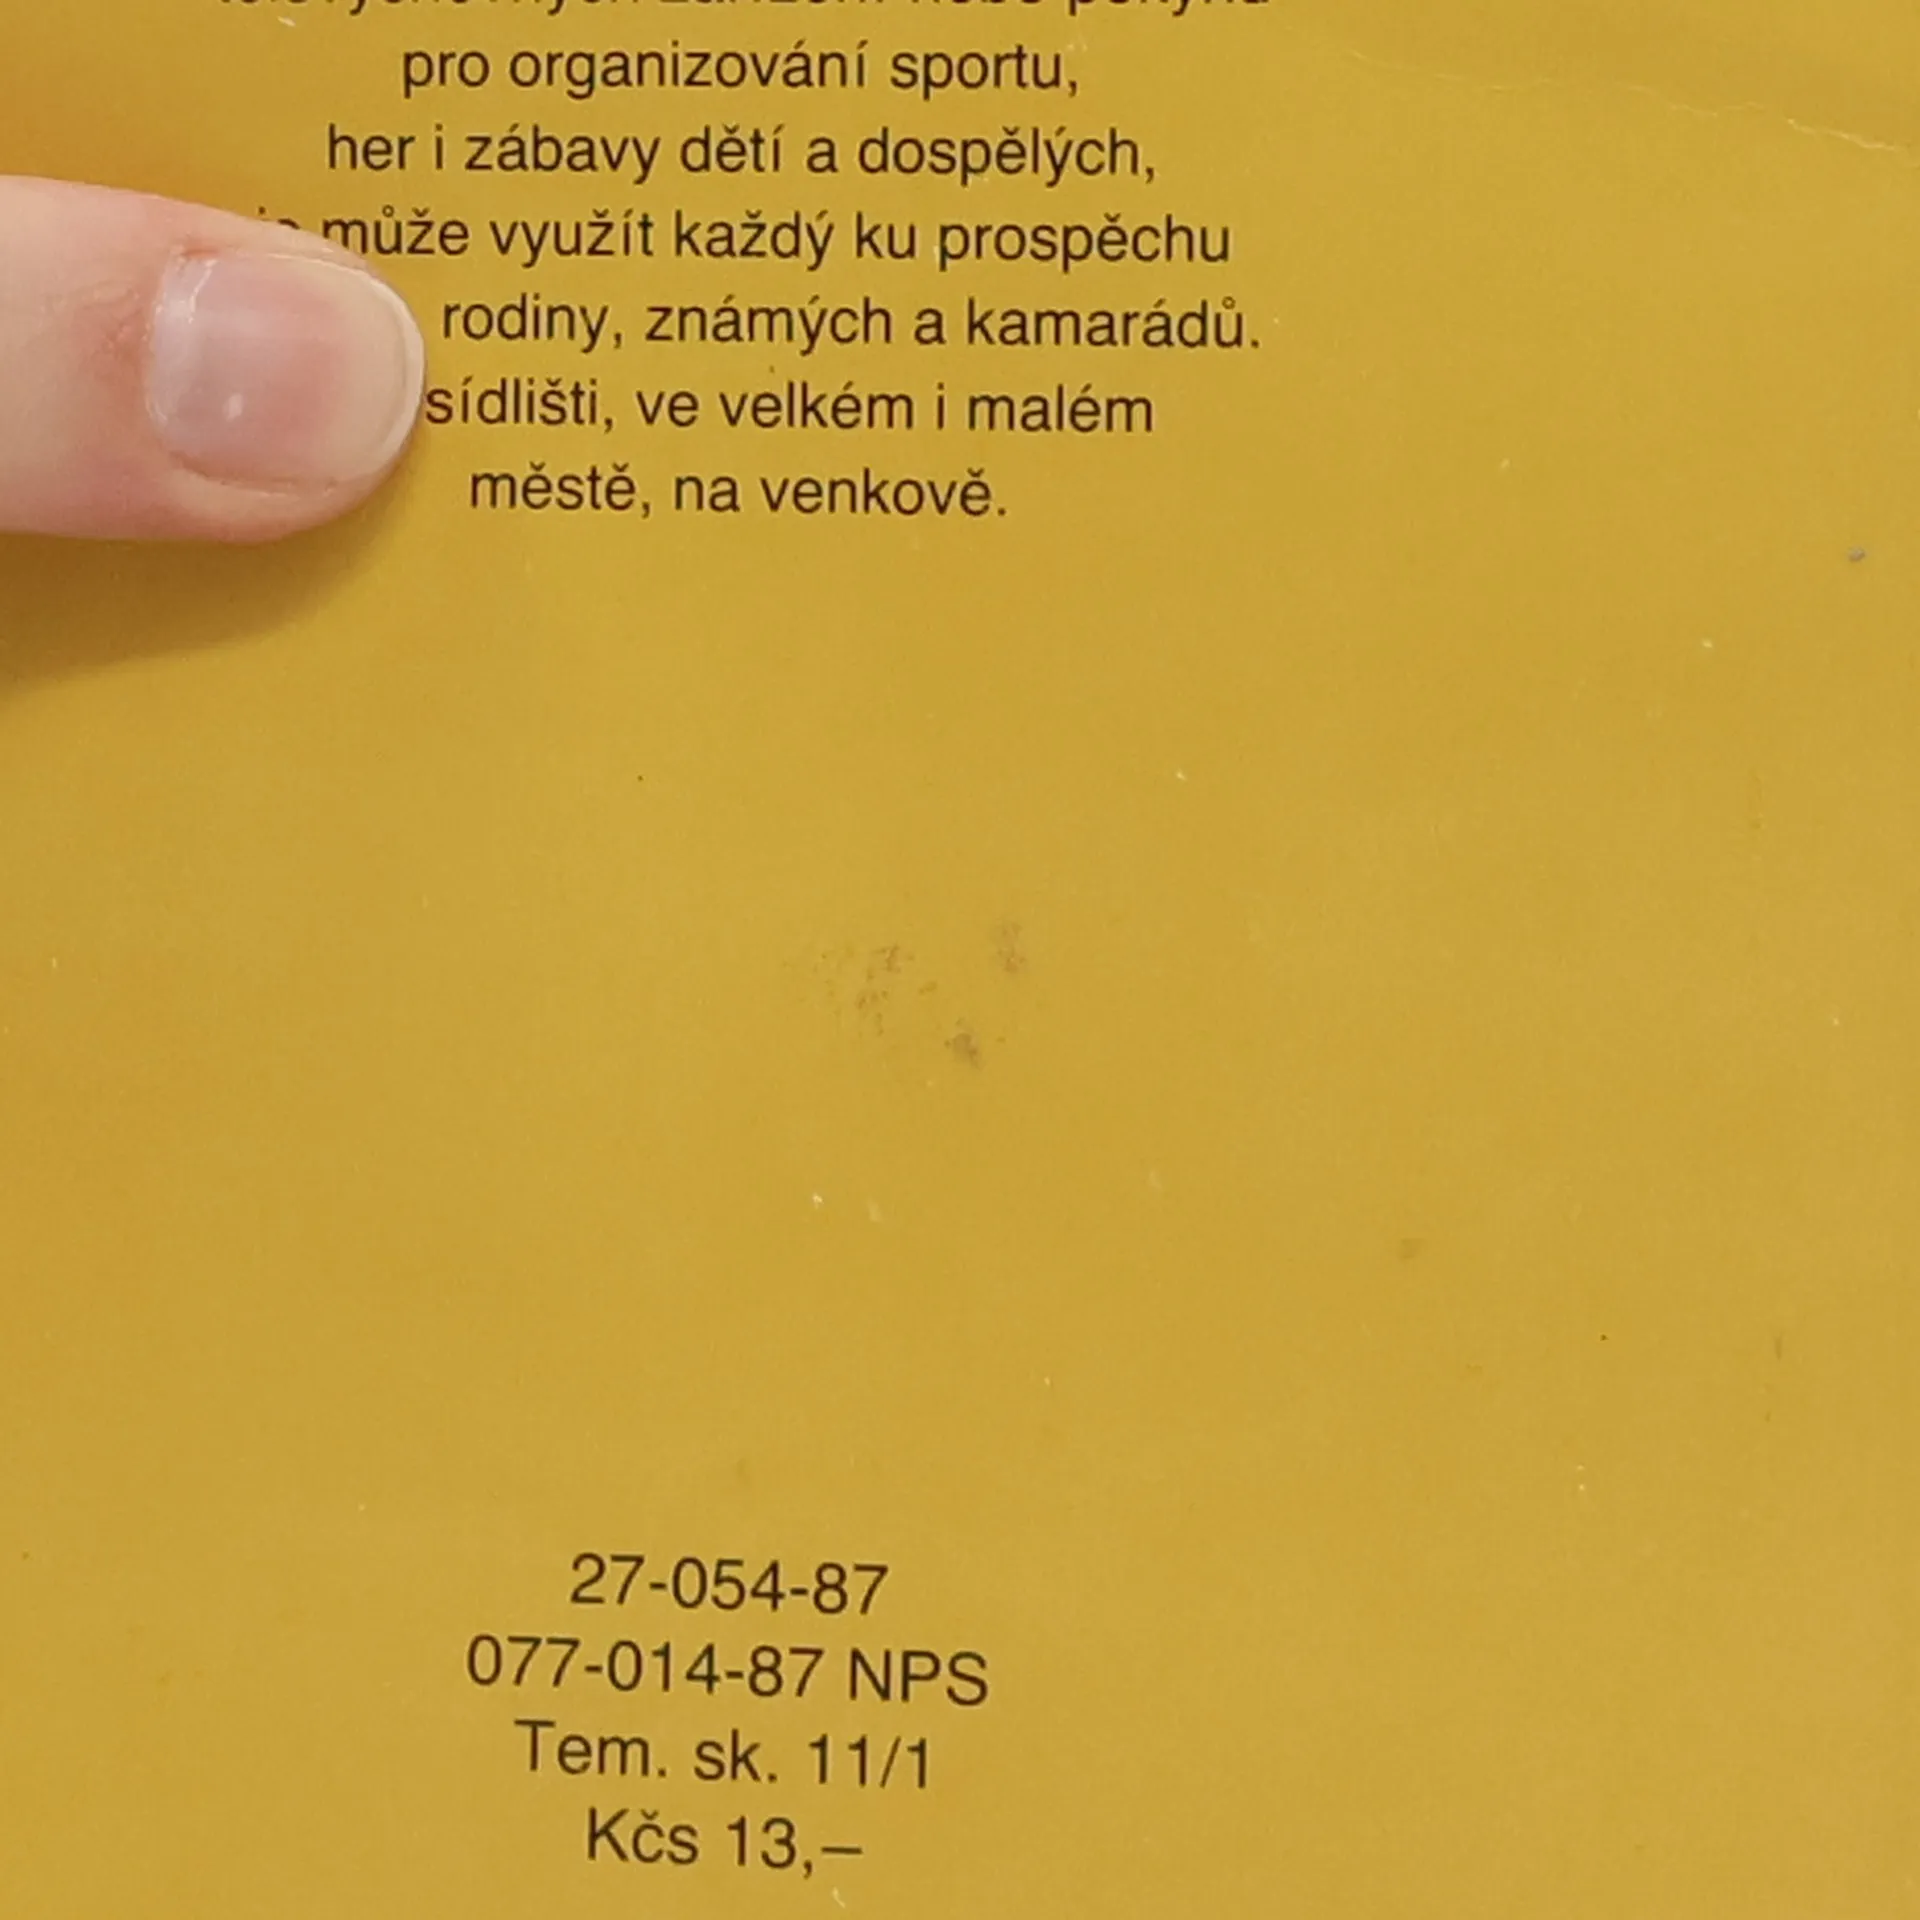 pro organizování sportu,
her i zábavy dětí a dospělých,
může využít každý ku prospěchu
rodiny, známých a kamarádů.
sídlišti, ve velkém i malém
městě, na venkově.
27-054-87
077-014-87 NPS
Tem. sk. 11/1
Kčs 13,–